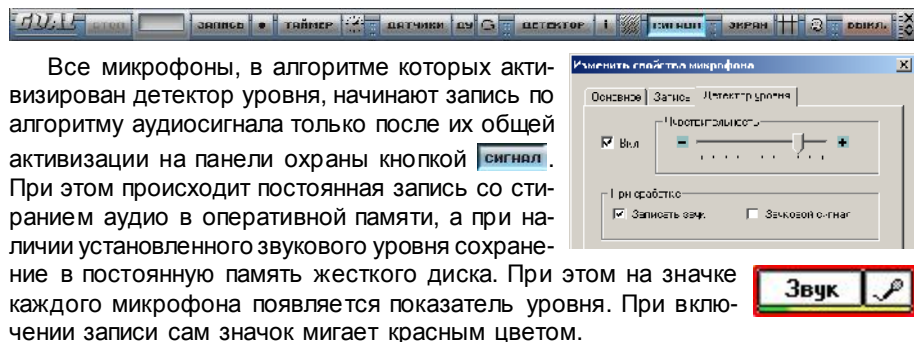 GOAL стоп запись таймер датчики ДУ детектор i сигнал экран выкл.
Изменить свойства микрофона
Основное Запись Детектор уровня
Чувствительность
Вкл
При сработке
Записать звук Звуковой сигнал
Все микрофоны, в алгоритме которых акти-
визирован детектор уровня, начинают запись по
алгоритму аудиосигнала только после их общей
активизации на панели охраны кнопкой сигнал.
При этом происходит постоянная запись со сти-
ранием аудио в оперативной памяти, а при на-
личии установленного звукового уровня сохране-
ние в постоянную память жесткого диска. При этом на значке
каждого микрофона появляется показатель уровня. При вклю-
чении записи сам значок мигает красным цветом.
Звук